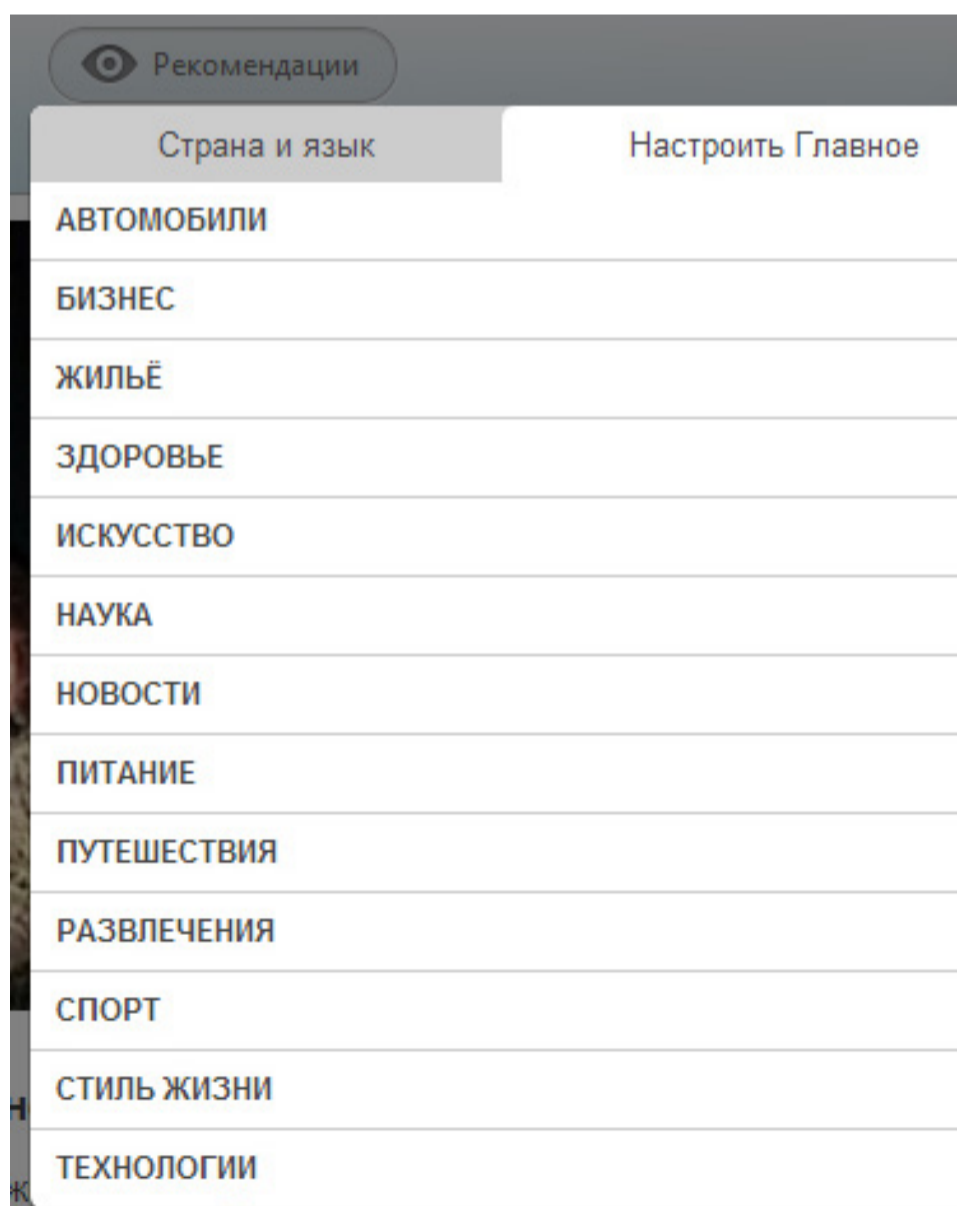 Рекомендации
Страна и язык
Настроить Главное
АВТОМОБИЛИ
БИЗНЕС
ЖИЛЬЁ
ЗДОРОВЬЕ
ИСКУССТВО
НАУКА
НОВОСТИ
ПИТАНИЕ
ПУТЕШЕСТВИЯ
РАЗВЛЕЧЕНИЯ
СПОРТ
СТИЛЬ ЖИЗНИ
ТЕХНОЛОГИИ